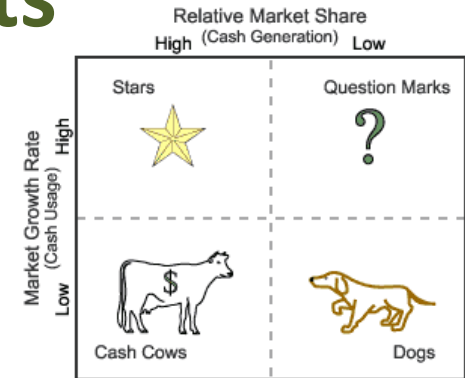 ts
Relative Market Share
High (Cash Generation) Low
Market Growth Rate
(Cash Usage)
High
Low
Stars
Question Marks
?
$
Cash Cows
Dogs